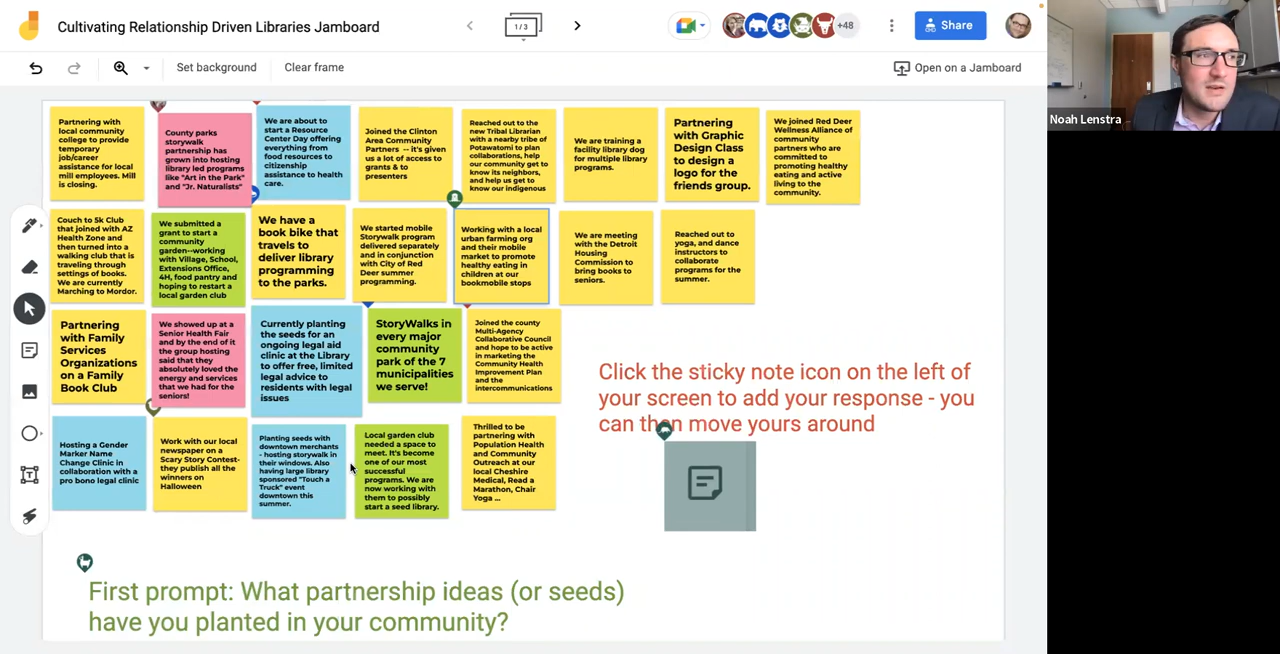 Cultivating Relationship Driven Libraries Jamboard
1 / 3
+48
Share
Set background
Clear frame
Open on a Jamboard
Noah Lenstra
Partnering with
local community
college to provide
temporary
job/career
assistance for local
mill employees. Mill
is closing.
County parks
storywalk
partnership has
grown into hosting
library led programs
like "Art in the Park"
and "Jr. Naturalists"
We are about to
start a Resource
Center Day offering
everything from
food resources to
citizenship
assistance to health
care.
Joined the Clinton
Area Community
Partners -- it's given
us a lot of access to
grants & to
presenters
Reached out to the
new Tribal Librarian
with a nearby tribe of
Potawatomi to plan
collaborations, help
our community get to
know its neighbors,
and help us get to
know our indigenous
We are training a
facility library dog
for multiple library
programs.
Partnering
with Graphic
Design Class
to design a
logo for the
friends group.
We joined Red Deer
Wellness Alliance of
community
partners who are
committed to
promoting healthy
eating and active
living to the
community.
Couch to 5k Club
that joined with AZ
Health Zone and
then turned into a
walking club that is
traveling through
settings of books.
We are currently
Marching to Mordor.
We submitted a
grant to start a
community
garden--working
with Village, School,
Extensions Office,
4H, food pantry and
hoping to restart a
local garden club
We have a
book bike that
travels to
deliver library
programming
to the parks.
We started mobile
Storywalk program
delivered separately
and in conjunction
with City of Red
Deer summer
programming.
Working with a local
urban farming org
and their mobile
market to promote
healthy eating in
children at our
bookmobile stops
We are meeting
with the Detroit
Housing
Commission to
bring books to
seniors.
Reached out to
yoga, and dance
instructors to
collaborate
programs for the
summer.
Partnering
with Family
Services
Organizations
on a Family
Book Club
We showed up at a
Senior Health Fair
and by the end of it
the group hosting
said that they
absolutely loved the
energy and services
that we had for the
seniors!
Currently planting
the seeds for an
ongoing legal aid
clinic at the Library
to offer free, limited
legal advice to
residents with legal
issues
StoryWalks in
every major
community
park of the 7
municipalities
we serve!
Joined the county
Multi-Agency
Collaborative Council
and hope to be active
in marketing the
Community Health
Improvement Plan
and the
intercommunications
Hosting a Gender
Marker Name
Change Clinic in
collaboration with a
pro bono legal clinic
Work with our local
newspaper on a
Scary Story Contest-
they publish all the
winners on
Halloween
Planting seeds with
downtown merchants
- hosting storywalk in
their windows. Also
having large library
sponsored "Touch a
Truck" event
downtown this
summer.
Local garden club
needed a space to
meet. It's become
one of our most
successful
programs. We are
now working with
them to possibly
start a seed library.
Thrilled to be
partnering with
Population Health
and Community
Outreach at our
local Cheshire
Medical, Read a
Marathon, Chair
Yoga ...
Click the sticky note icon on the left of
your screen to add your response - you
can then move yours around
First prompt: What partnership ideas (or seeds)
have you planted in your community?